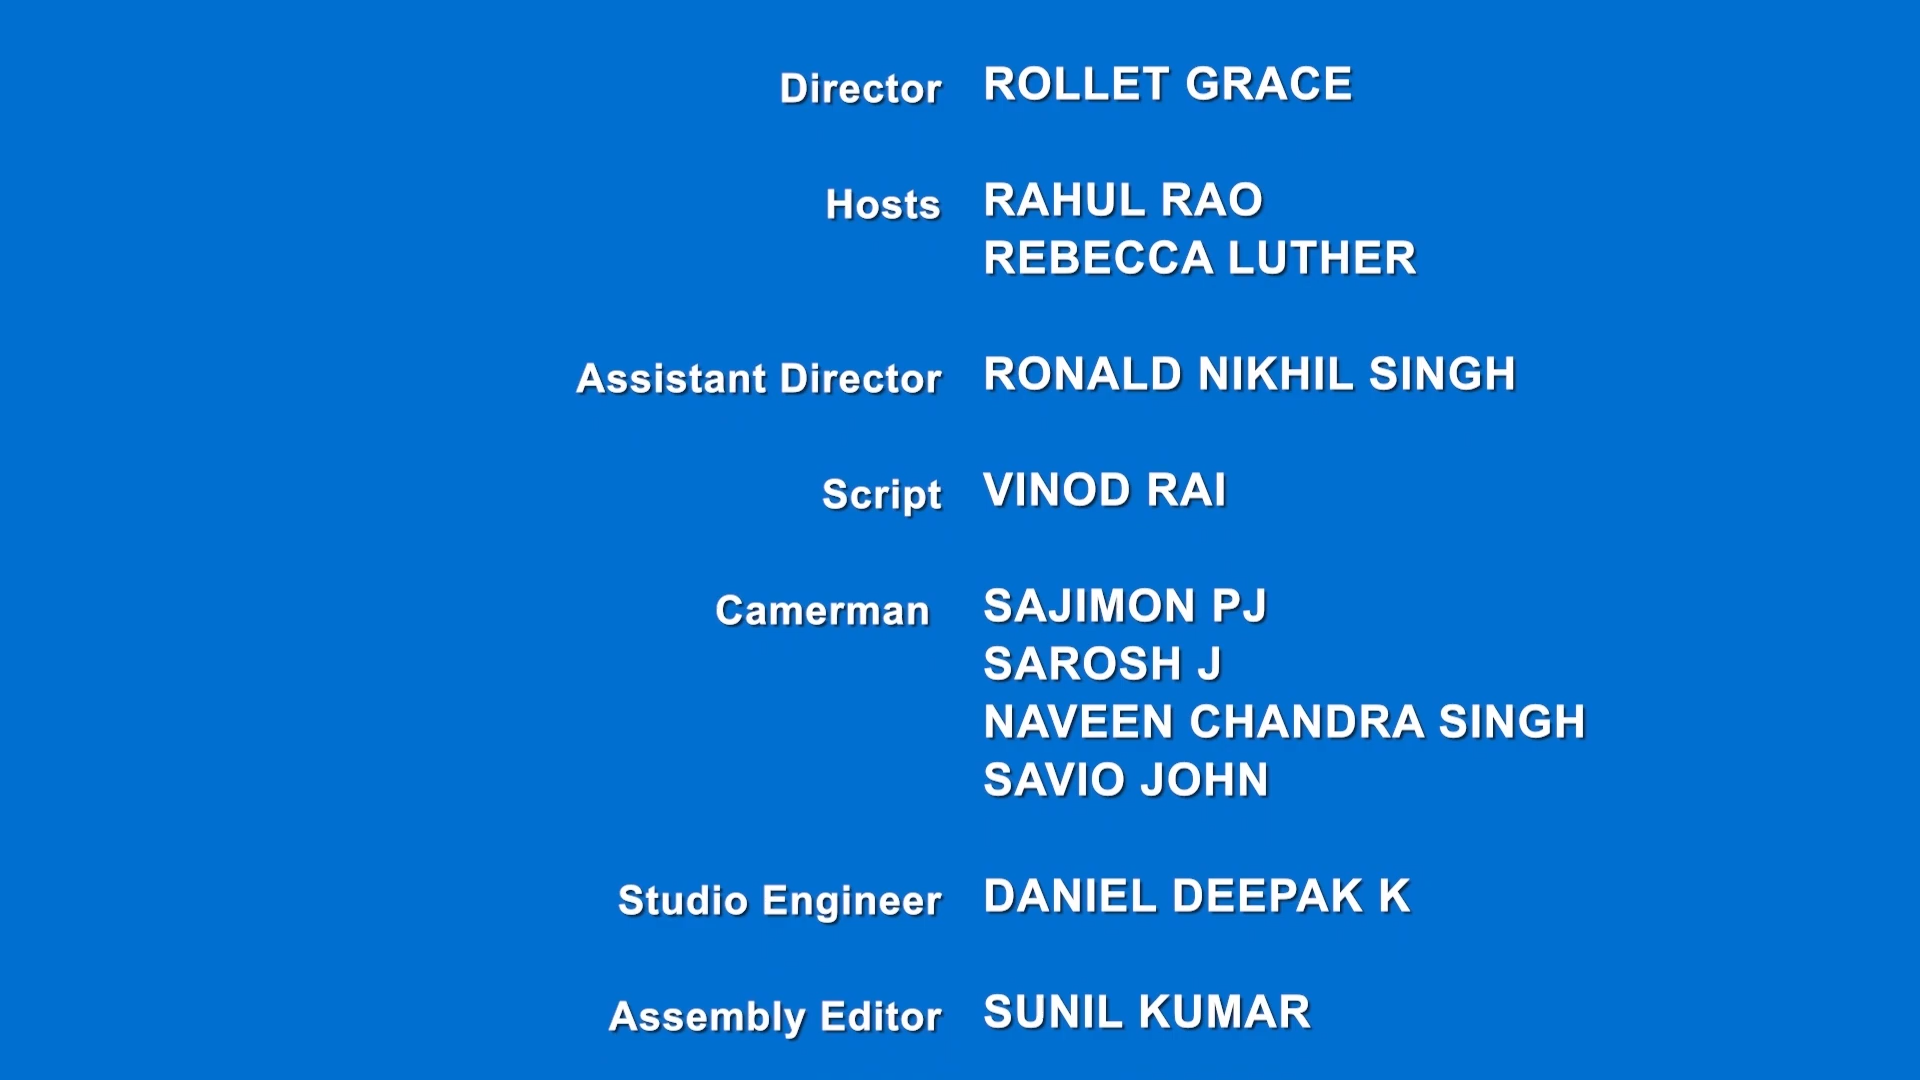 Director ROLLET GRACE
Hosts RAHUL RAO
REBECCA LUTHER
Assistant Director RONALD NIKHIL SINGH
Script VINOD RAI
Camerman SAJIMON PJ
SAROSH J
NAVEEN CHANDRA SINGH
SAVIO JOHN
Studio Engineer DANIEL DEEPAK K
Assembly Editor SUNIL KUMAR